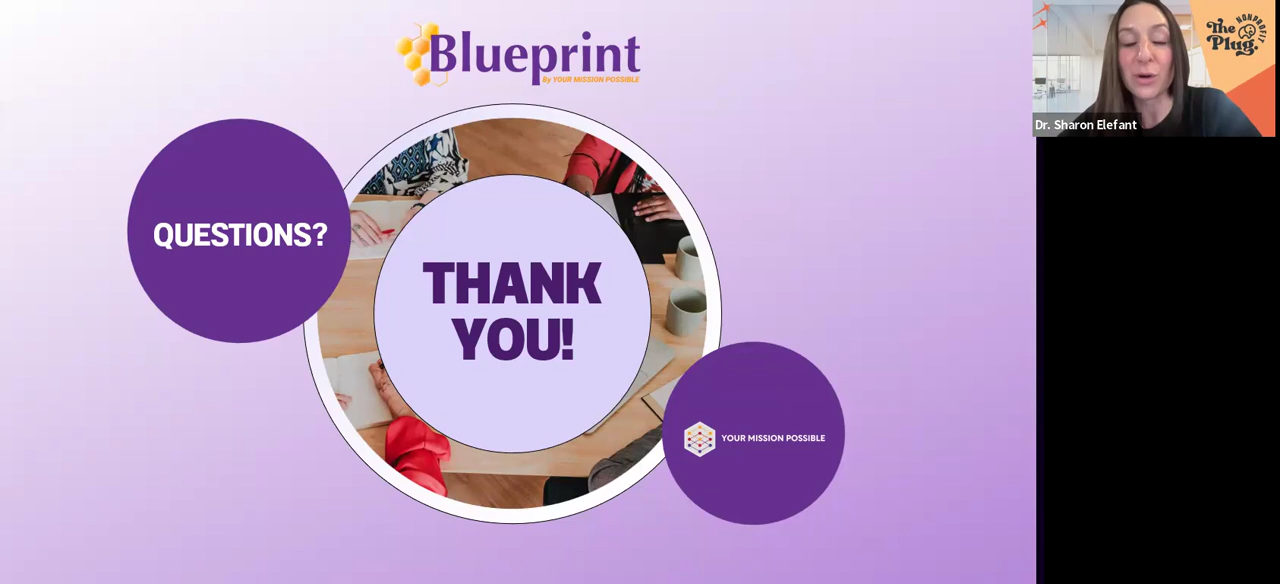 Blueprint
By YOUR MISSION POSSIBLE
QUESTIONS?
THANK
YOU!
YOUR MISSION POSSIBLE
The
NONPROFIT
Plug.
Dr. Sharon Elefant